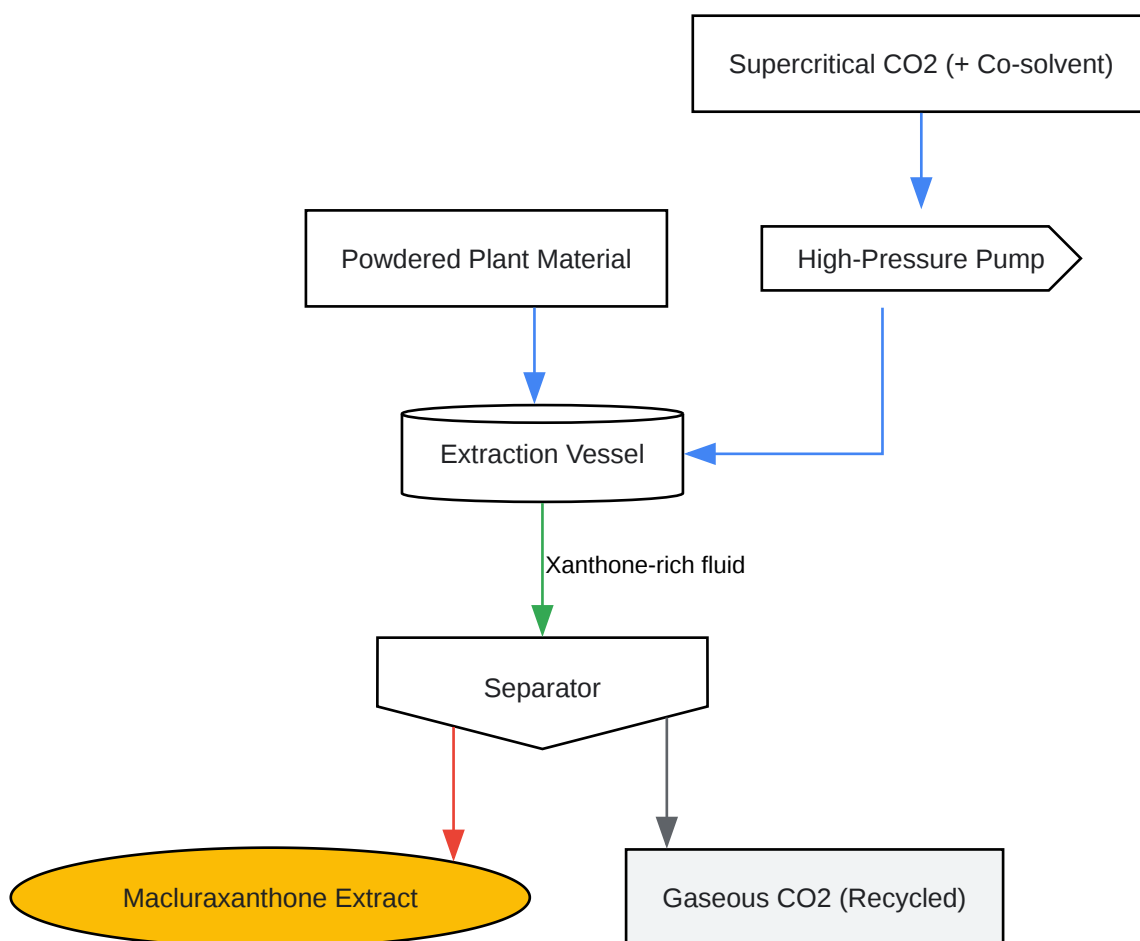 Supercritical CO2 (+ Co-solvent)
Powdered Plant Material
High-Pressure Pump
Extraction Vessel
Xanthone-rich fluid
Separator
Macluraxanthone Extract
Gaseous CO2 (Recycled)